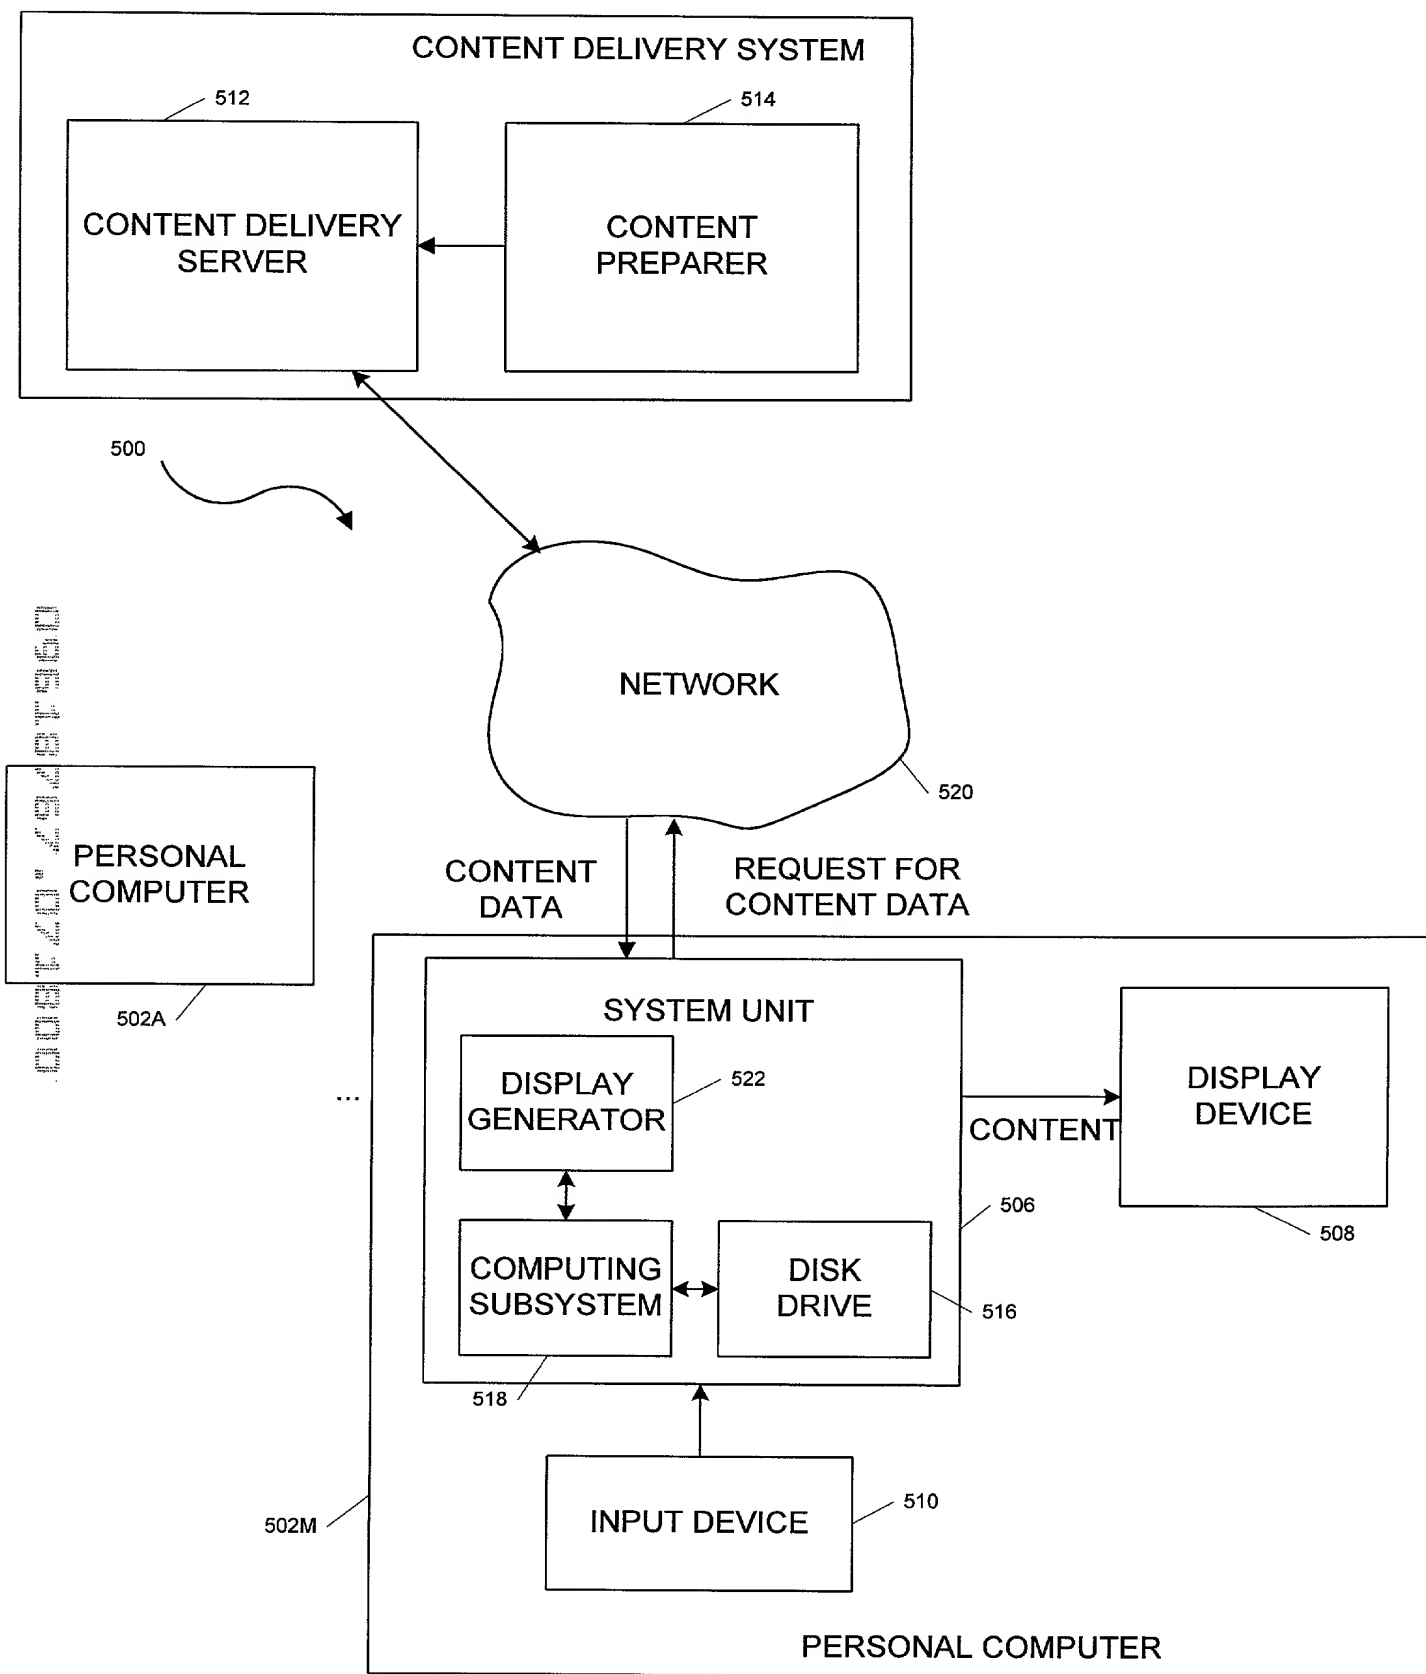 CONTENT DELIVERY SYSTEM
512
514
CONTENT DELIVERY
SERVER
CONTENT
PREPARER
500
NETWORK
520
PERSONAL
COMPUTER
502A
CONTENT
DATA
REQUEST FOR
CONTENT DATA
SYSTEM UNIT
DISPLAY
GENERATOR
522
DISPLAY
DEVICE
...
CONTENT
506
508
COMPUTING
SUBSYSTEM
DISK
DRIVE
516
518
502M
INPUT DEVICE
510
PERSONAL COMPUTER